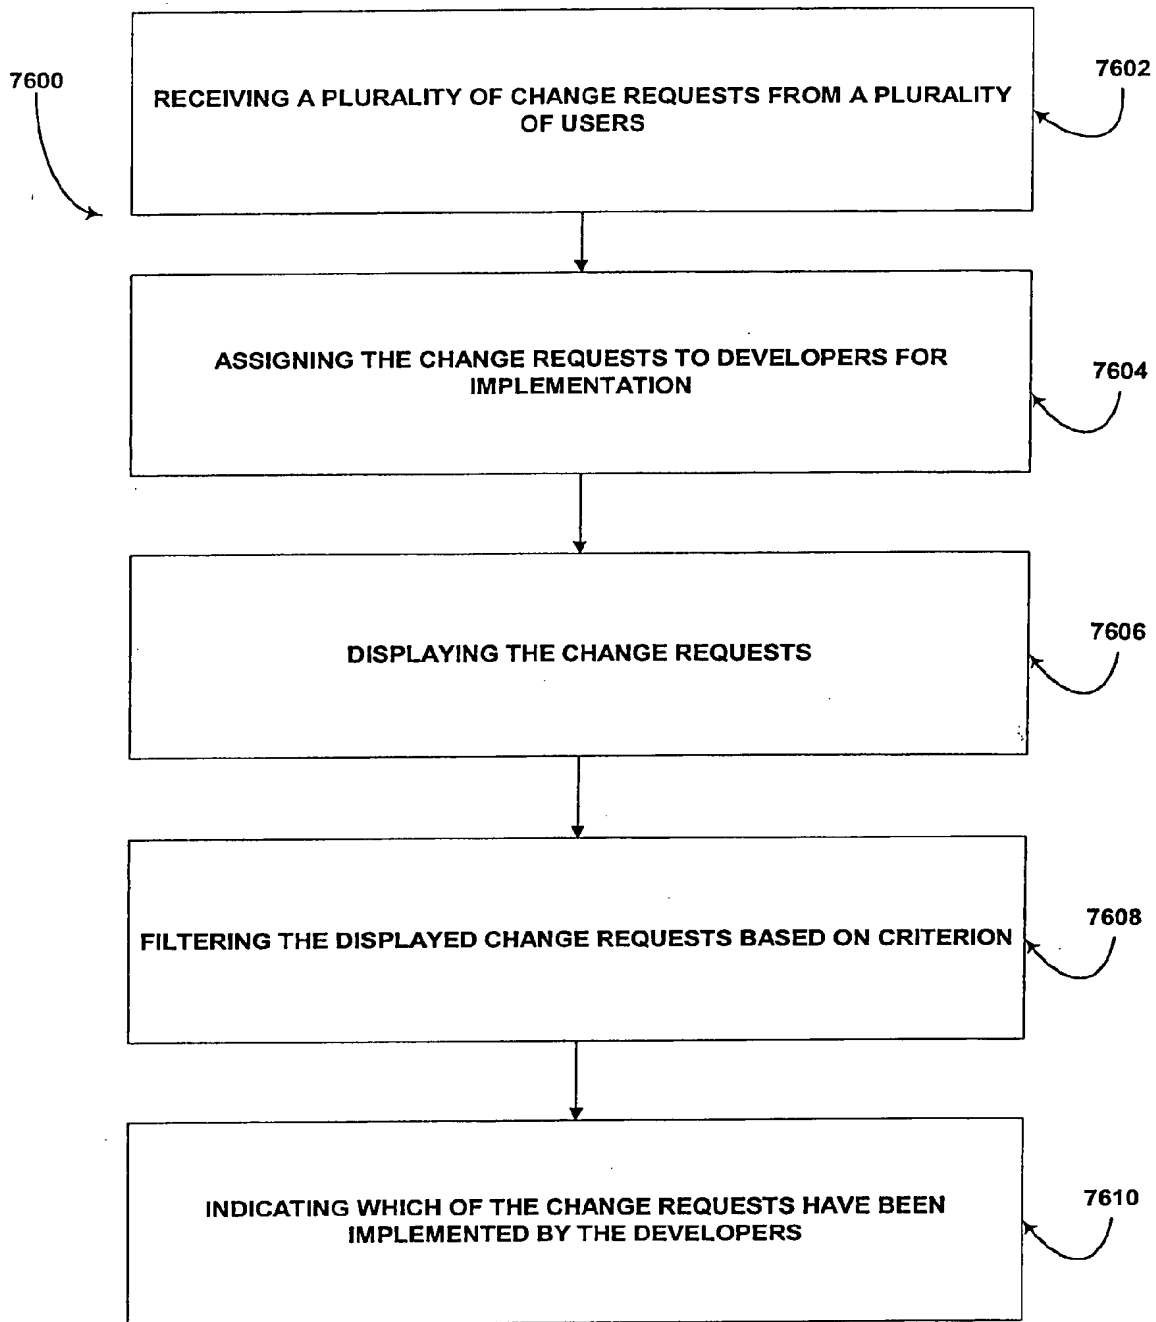 7600
7602
RECEIVING A PLURALITY OF CHANGE REQUESTS FROM A PLURALITY
OF USERS
ASSIGNING THE CHANGE REQUESTS TO DEVELOPERS FOR
IMPLEMENTATION
7604
DISPLAYING THE CHANGE REQUESTS
7606
FILTERING THE DISPLAYED CHANGE REQUESTS BASED ON CRITERION
7608
INDICATING WHICH OF THE CHANGE REQUESTS HAVE BEEN
IMPLEMENTED BY THE DEVELOPERS
7610